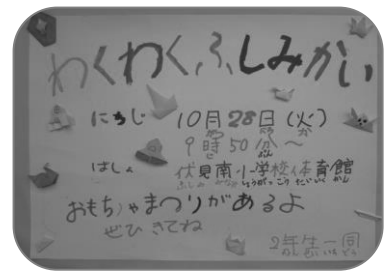 わくわくふしみかい
にちじ 10月28日(火)
9時50分～
ばしょ 伏見南小学校体育館
おもちゃまつりがあるよ
ぜひ きてね
2年生一同